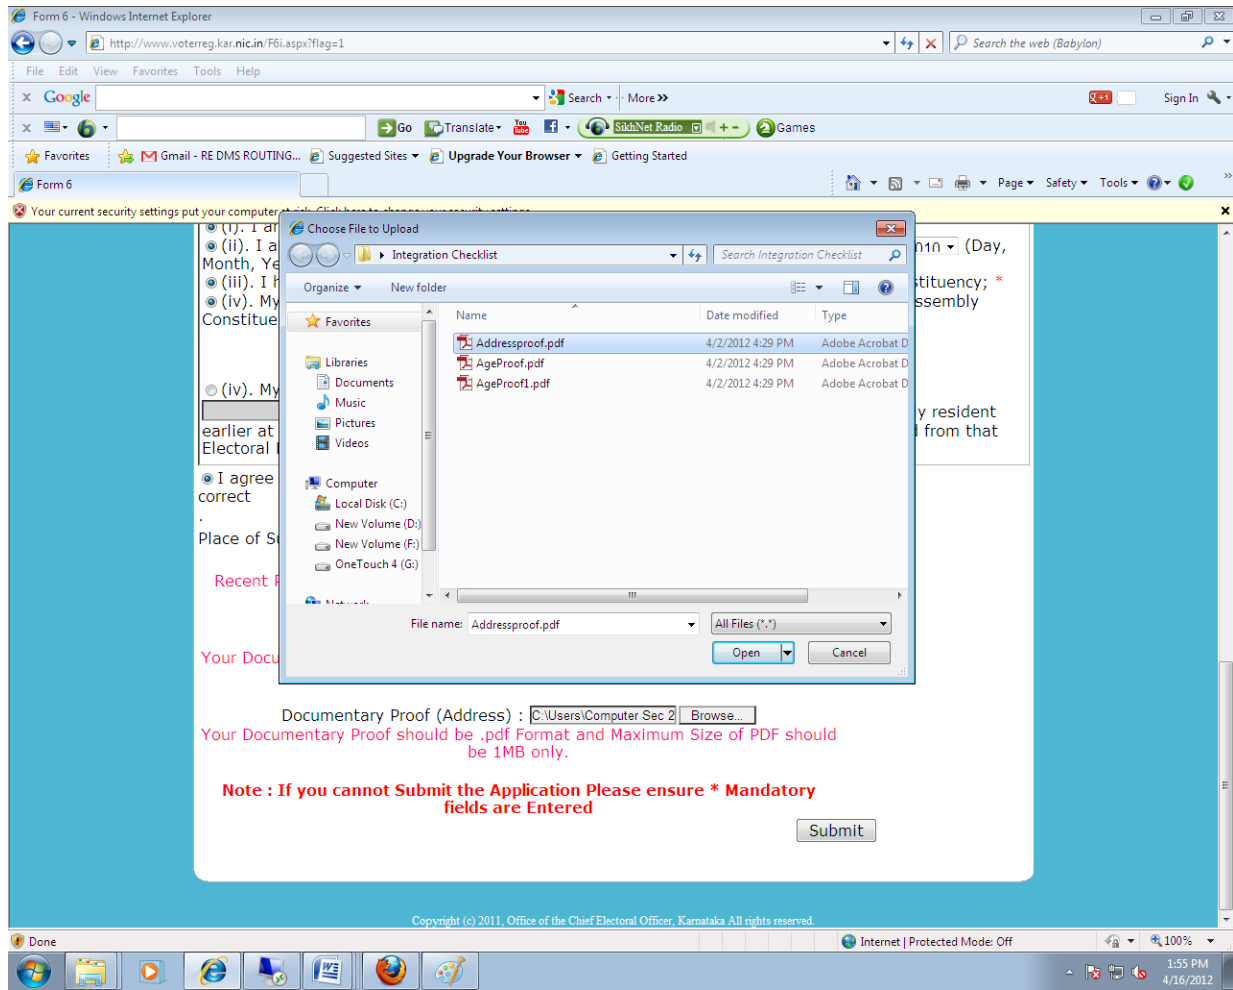 Form 6 - Windows Internet Explorer
http://www.voterreg.kar.nic.in/F6i.aspx?flag=1
Search the web (Babylon)
File Edit View Favorites Tools Help
x Google Search More >>
+1 Sign In
x Go Translate You Tube SikhNet Radio Games
Favorites Gmail - RE DMS ROUTING... Suggested Sites Upgrade Your Browser Getting Started
Form 6
Page Safety Tools
Your current security settings put your computer at risk. Click here to change your security settings...
Choose File to Upload
Integration Checklist
Search Integration Checklist
Organize New folder
Name Date modified Type
Favorites
Libraries
Documents
Music
Pictures
Videos
Computer
Local Disk (C:)
New Volume (D:)
New Volume (F:)
OneTouch 4 (G:)
Network
Addressproof.pdf 4/2/2012 4:29 PM Adobe Acrobat D
AgeProof.pdf 4/2/2012 4:29 PM Adobe Acrobat D
AgeProof1.pdf 4/2/2012 4:29 PM Adobe Acrobat D
File name: Addressproof.pdf All Files (*.*)
Open Cancel
(i). I a
(ii). I a (Day,
Month, Ye
(iii). I h stituency; *
(iv). My ssembly
Constitue
(iv). My
y resident
earlier at from that
Electoral
I agree
correct
.
Place of S
Recent
Your Docu
Documentary Proof (Address) : C:\Users\Computer Sec 2 Browse...
Your Documentary Proof should be .pdf Format and Maximum Size of PDF should
be 1MB only.
Note : If you cannot Submit the Application Please ensure * Mandatory
fields are Entered
Submit
Copyright (c) 2011, Office of the Chief Electoral Officer, Karnataka All rights reserved.
Done Internet | Protected Mode: Off 100%
1:55 PM
4/16/2012